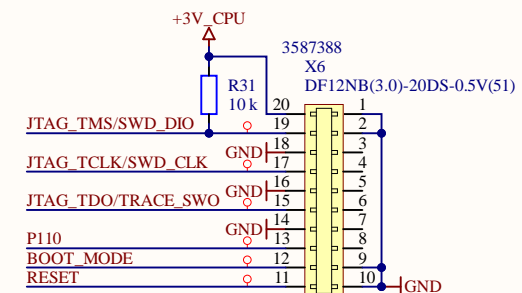 +3V_CPU
3587388
X6
DF12NB(3.0)-20DS-0.5V(51)
R31
10 k
20 1
JTAG_TMS/SWD_DIO 19 2
GND 18 3
JTAG_TCLK/SWD_CLK 17 4
GND 16 5
JTAG_TDO/TRACE_SWO 15 6
GND 14 7
P110 13 8
BOOT_MODE 12 9
RESET 11 10 GND